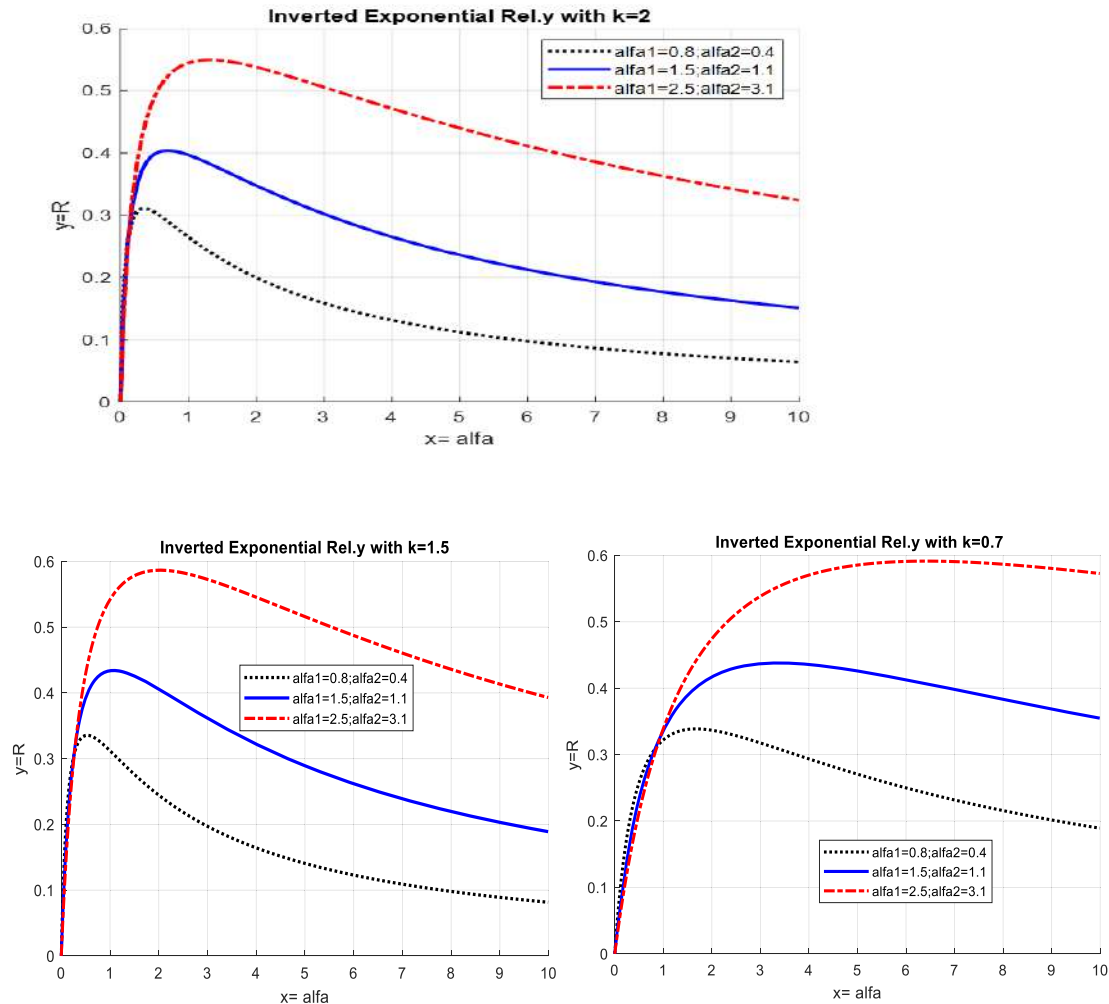 Inverted Exponential Rel.y with k=2
0.6
0.5
0.4
0.3
0.2
0.1
0
y=R
alfa1=0.8;alfa2=0.4
alfa1=1.5;alfa2=1.1
alfa1=2.5;alfa2=3.1
0 1 2 3 4 5 6 7 8 9 10
x= alfa
Inverted Exponential Rel.y with k=1.5
0.6
0.5
0.4
0.3
0.2
0.1
0
y=R
alfa1=0.8;alfa2=0.4
alfa1=1.5;alfa2=1.1
alfa1=2.5;alfa2=3.1
0 1 2 3 4 5 6 7 8 9 10
x= alfa
Inverted Exponential Rel.y with k=0.7
0.6
0.5
0.4
0.3
0.2
0.1
0
y=R
alfa1=0.8;alfa2=0.4
alfa1=1.5;alfa2=1.1
alfa1=2.5;alfa2=3.1
0 1 2 3 4 5 6 7 8 9 10
x= alfa